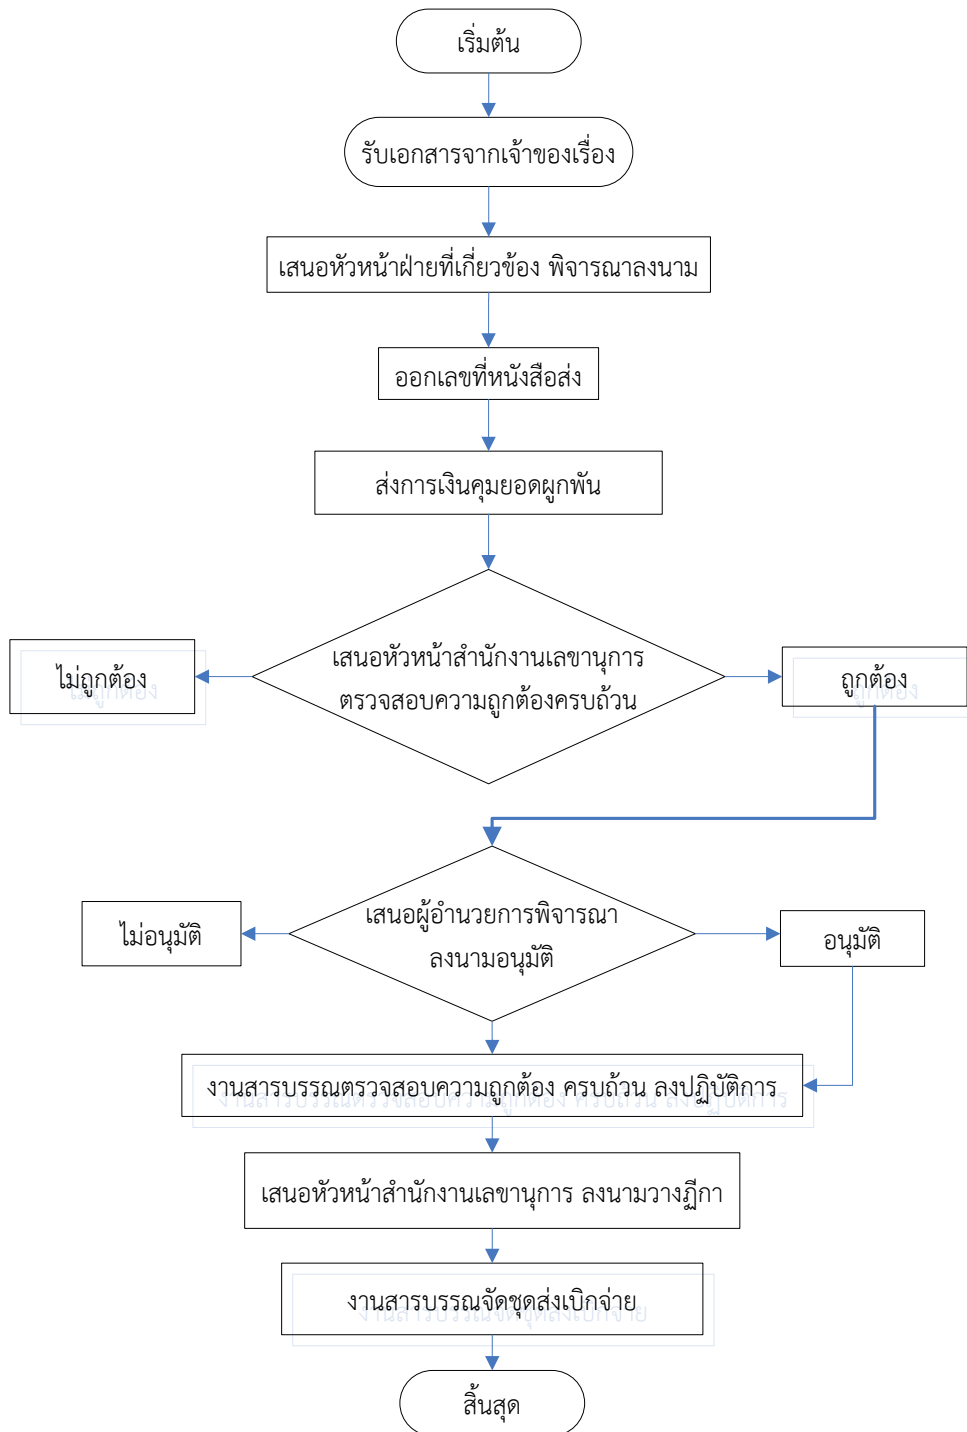 เริ่มต้น
รับเอกสารจากเจ้าของเรื่อง
เสนอหัวหน้าฝ่ายที่เกี่ยวข้อง พิจารณาลงนาม
ออกเลขที่หนังสือส่ง
ส่งการเงินคุมยอดผูกพัน
เสนอหัวหน้าสำนักงานเลขานุการ
ตรวจสอบความถูกต้องครบถ้วน
ไม่ถูกต้อง
ถูกต้อง
เสนอผู้อำนวยการพิจารณา
ลงนามอนุมัติ
ไม่อนุมัติ
อนุมัติ
งานสารบรรณตรวจสอบความถูกต้อง ครบถ้วน ลงปฏิบัติการ
เสนอหัวหน้าสำนักงานเลขานุการ ลงนามวางฏีกา
งานสารบรรณจัดชุดส่งเบิกจ่าย
สิ้นสุด